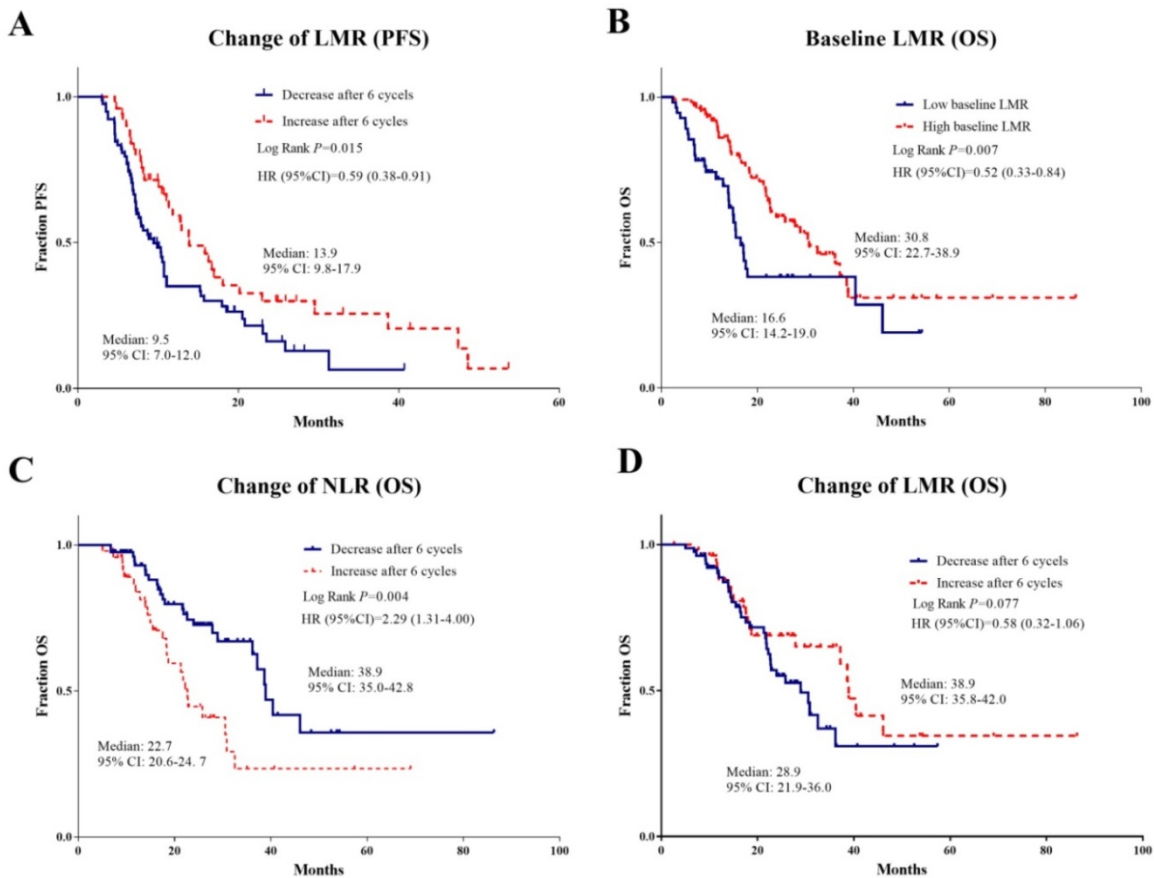 A
Change of LMR (PFS)
Decrease after 6 cycels
Increase after 6 cycles
Log Rank P=0.015
HR (95%CI)=0.59 (0.38-0.91)
Median: 13.9
95% CI: 9.8-17.9
Median: 9.5
95% CI: 7.0-12.0
Fraction PFS
1.0
0.5
0.0
0
20
40
60
Months
B
Baseline LMR (OS)
Low baseline LMR
High baseline LMR
Log Rank P=0.007
HR (95%CI)=0.52 (0.33-0.84)
Median: 30.8
95% CI: 22.7-38.9
Median: 16.6
95% CI: 14.2-19.0
Fraction OS
1.0
0.5
0.0
0
20
40
60
80
100
Months
C
Change of NLR (OS)
Decrease after 6 cycels
Increase after 6 cycles
Log Rank P=0.004
HR (95%CI)=2.29 (1.31-4.00)
Median: 38.9
95% CI: 35.0-42.8
Median: 22.7
95% CI: 20.6-24. 7
Fraction OS
1.0
0.5
0.0
0
20
40
60
80
100
Months
D
Change of LMR (OS)
Decrease after 6 cycels
Increase after 6 cycles
Log Rank P=0.077
HR (95%CI)=0.58 (0.32-1.06)
Median: 38.9
95% CI: 35.8-42.0
Median: 28.9
95% CI: 21.9-36.0
Fraction OS
1.0
0.5
0.0
0
20
40
60
80
100
Months